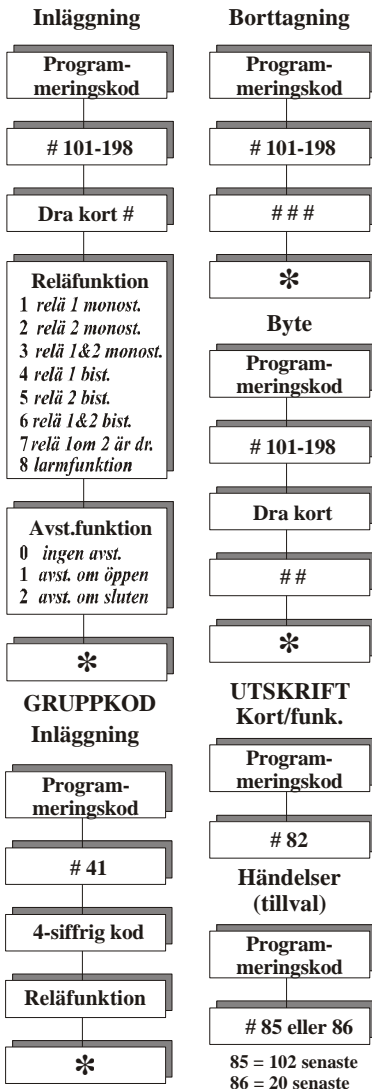 Inläggning
Program-
meringskod
# 101-198
Dra kort #
Reläfunktion
1 relä 1 monost.
2 relä 2 monost.
3 relä 1&2 monost.
4 relä 1 bist.
5 relä 2 bist.
6 relä 1&2 bist.
7 relä 1om 2 är dr.
8 larmfunktion
Avst.funktion
0 ingen avst.
1 avst. om öppen
2 avst. om sluten
*
GRUPPKOD
Inläggning
Program-
meringskod
# 41
4-siffrig kod
Reläfunktion
*
Borttagning
Program-
meringskod
# 101-198
# # #
*
Byte
Program-
meringskod
# 101-198
Dra kort
# #
*
UTSKRIFT
Kort/funk.
Program-
meringskod
# 82
Händelser
(tillval)
Program-
meringskod
# 85 eller 86
85 = 102 senaste
86 = 20 senaste